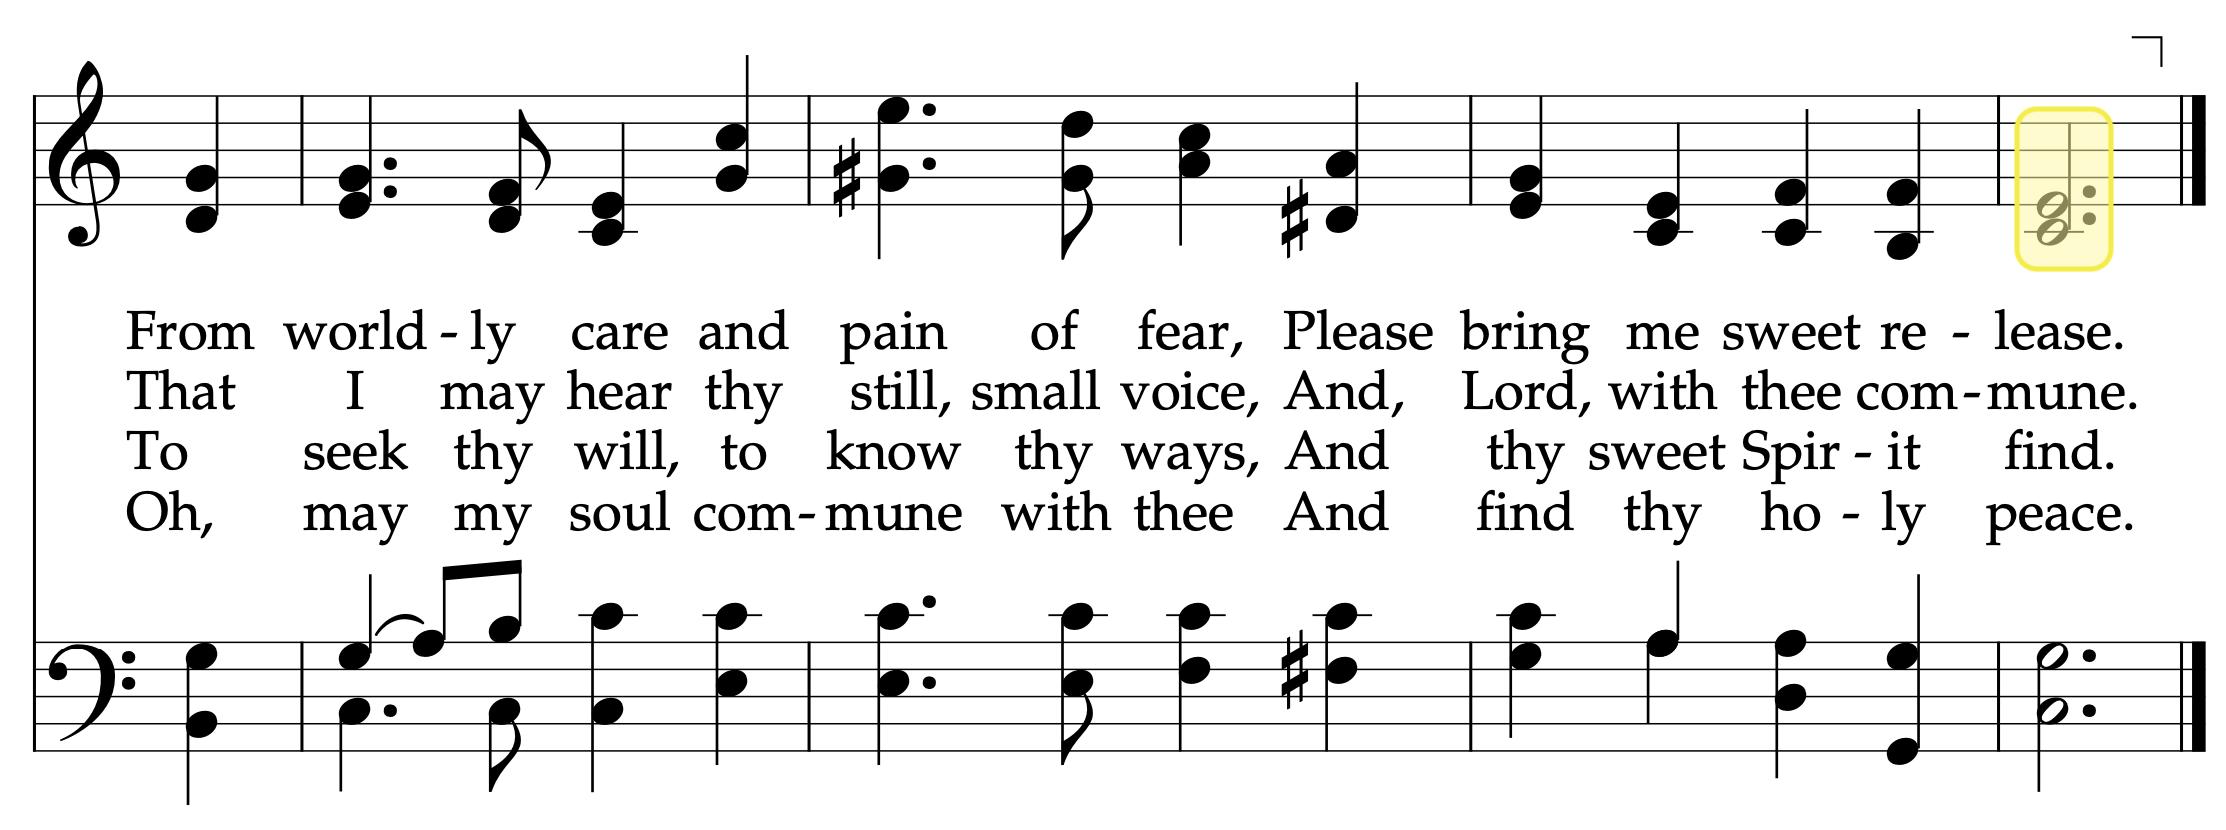 From world - ly care and pain of fear, Please bring me sweet re - lease.
That I may hear thy still, small voice, And, Lord, with thee com - mune.
To seek thy will, to know thy ways, And thy sweet Spir - it find.
Oh, may my soul com - mune with thee And find thy ho - ly peace.